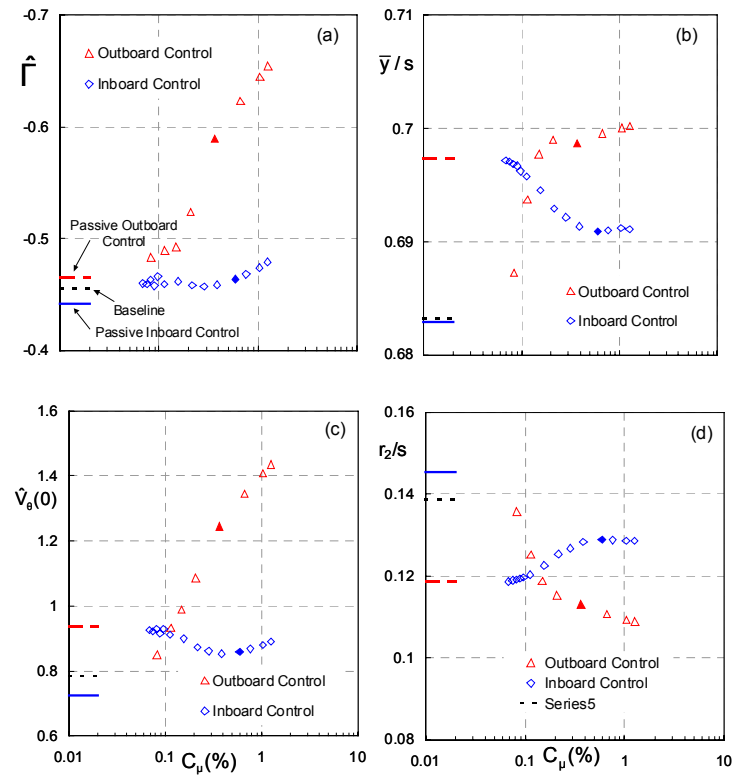 (a)
Γ̂
Outboard Control
Inboard Control
-0.7
-0.6
-0.5
-0.4
Passive Outboard
Control
Baseline
Passive Inboard Control
(b)
y̅ / s
0.71
0.7
0.69
0.68
Outboard Control
Inboard Control
(c)
V̂θ(0)
1.6
1.4
1.2
1
0.8
0.6
Outboard Control
Inboard Control
0.01
0.1
1
10
Cμ(%)
(d)
r2/s
0.16
0.14
0.12
0.1
0.08
Outboard Control
Inboard Control
Series5
0.01
0.1
1
10
Cμ(%)